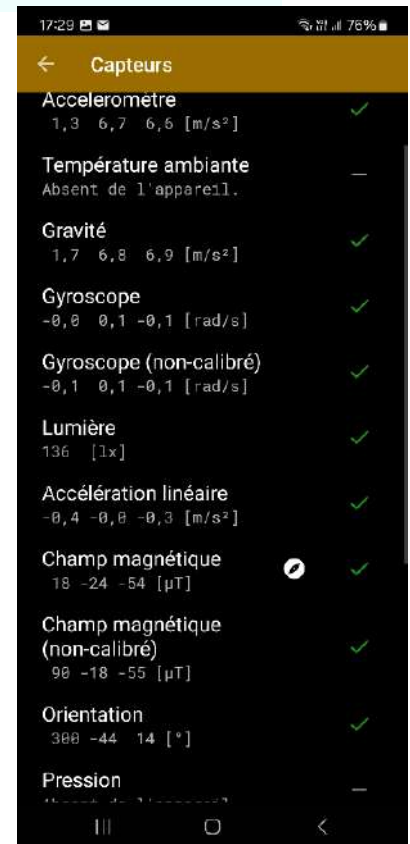 17:29 76%
Capteurs
Accéléromètre
1,3 6,7 6,6 [m/s²]
Température ambiante
Absent de l'appareil.
Gravité
1,7 6,8 6,9 [m/s²]
Gyroscope
-0,0 0,1 -0,1 [rad/s]
Gyroscope (non-calibré)
-0,1 0,1 -0,1 [rad/s]
Lumière
136 [lx]
Accélération linéaire
-0,4 -0,0 -0,3 [m/s²]
Champ magnétique
18 -24 -54 [µT]
Champ magnétique
(non-calibré)
90 -18 -55 [µT]
Orientation
300 -44 14 [°]
Pression